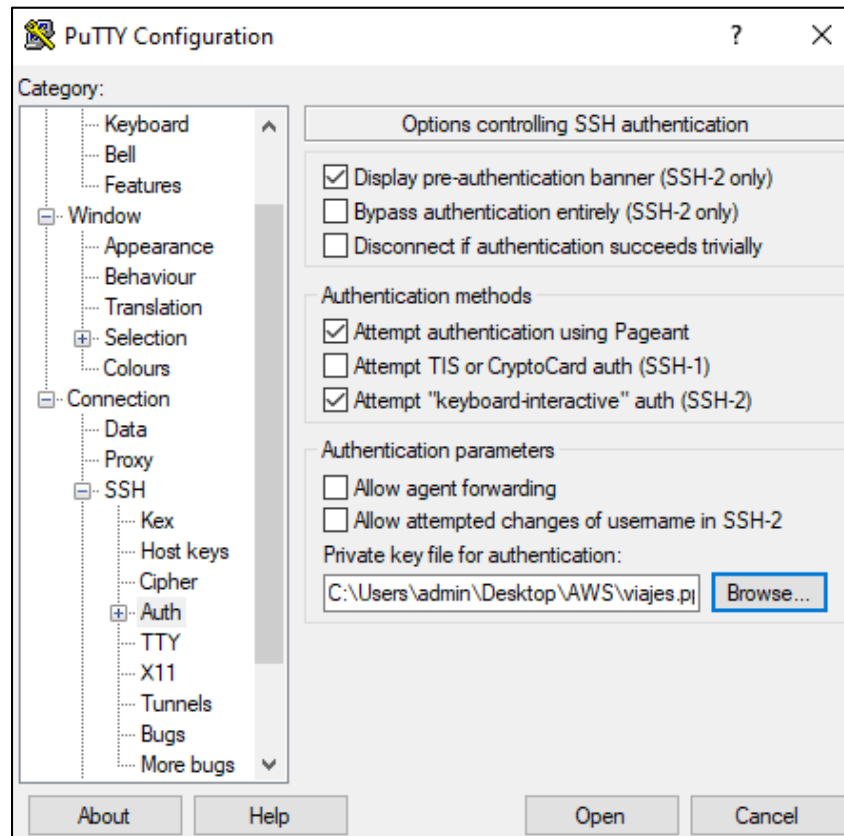 PuTTY Configuration
?
Category:
Keyboard
Bell
Features
Window
Appearance
Behaviour
Translation
Selection
Colours
Connection
Data
Proxy
SSH
Kex
Host keys
Cipher
Auth
TTY
X11
Tunnels
Bugs
More bugs
Options controlling SSH authentication
Display pre-authentication banner (SSH-2 only)
Bypass authentication entirely (SSH-2 only)
Disconnect if authentication succeeds trivially
Authentication methods
Attempt authentication using Pageant
Attempt TIS or CryptoCard auth (SSH-1)
Attempt "keyboard-interactive" auth (SSH-2)
Authentication parameters
Allow agent forwarding
Allow attempted changes of username in SSH-2
Private key file for authentication:
C:\Users\admin\Desktop\AWS\viajes.pp Browse...
About Help Open Cancel